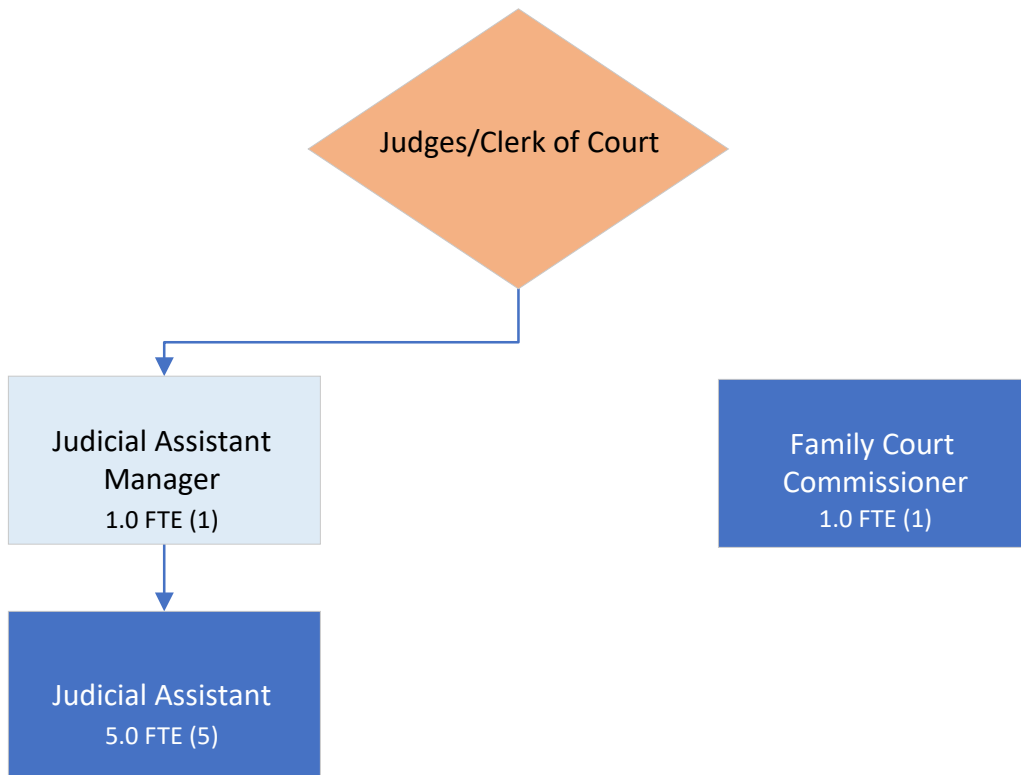 Judges/Clerk of Court
Judicial Assistant
Manager
1.0 FTE (1)
Family Court
Commissioner
1.0 FTE (1)
Judicial Assistant
5.0 FTE (5)